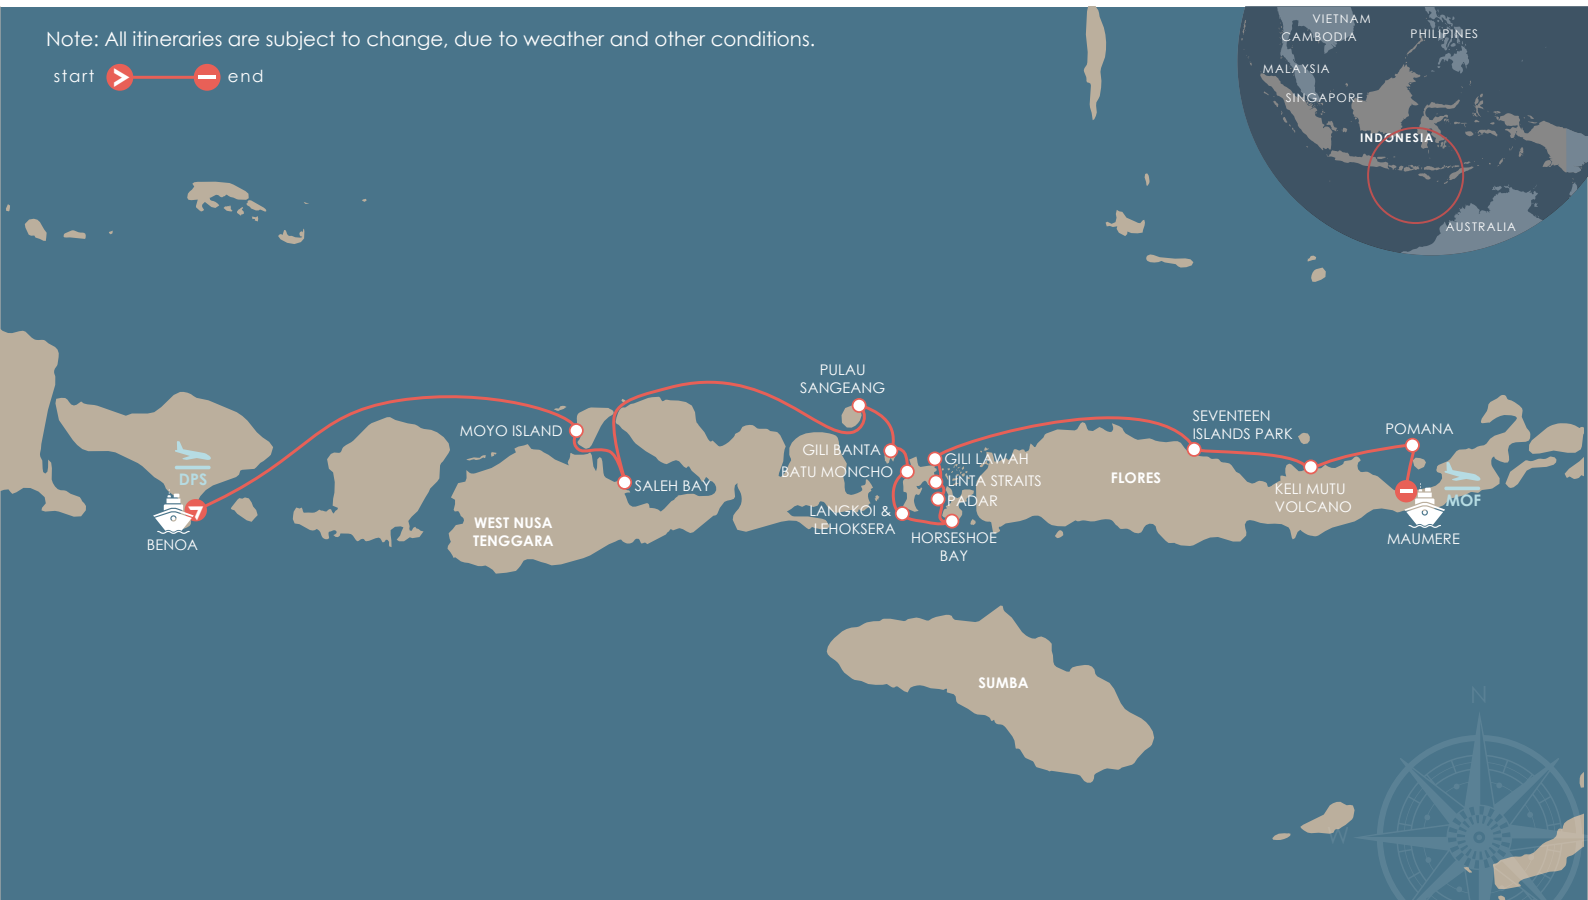 Note: All itineraries are subject to change, due to weather and other conditions.
start
end
VIETNAM
CAMBODIA
PHILIPINES
MALAYSIA
SINGAPORE
INDONESIA
AUSTRALIA
PULAU
SANGEANG
MOYO ISLAND
SALEH BAY
GILI BANTA
BATU MONCHO
GILI LAWAH
LINTA STRAITS
PADAR
LANGKOI &
LEHOKSERA
HORSESHOE
BAY
SEVENTEEN
ISLANDS PARK
POMANA
KELI MUTU
VOLCANO
FLORES
DPS
BENOA
WEST NUSA
TENGGARA
MOF
MAUMERE
SUMBA
N
W